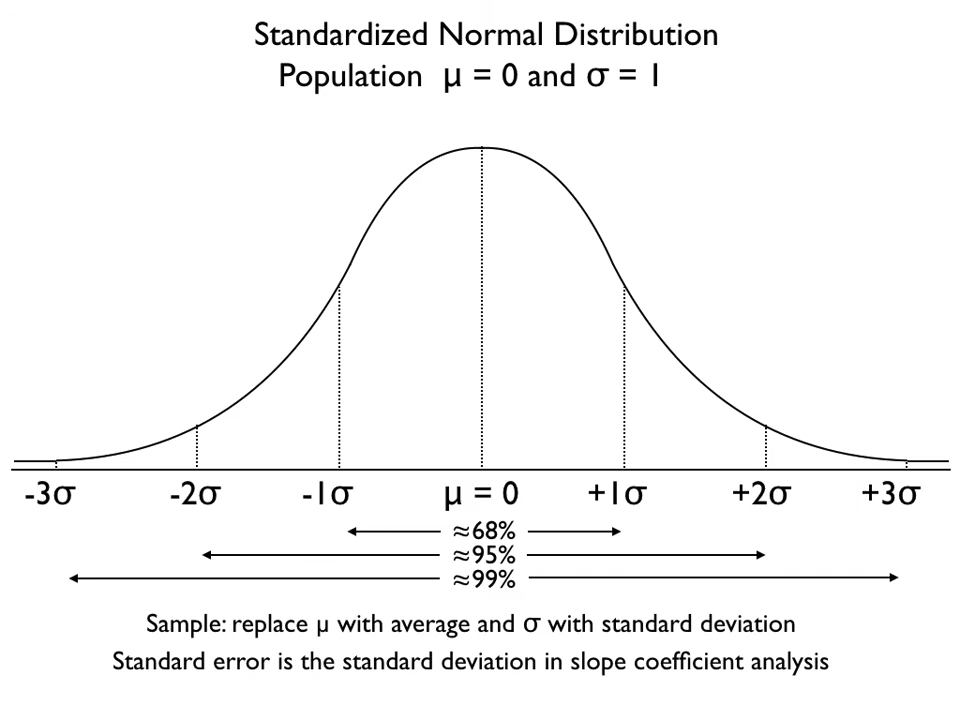 Standardized Normal Distribution
Population μ = 0 and σ = 1
-3σ -2σ -1σ μ = 0 +1σ +2σ +3σ
≈68%
≈95%
≈99%
Sample: replace μ with average and σ with standard deviation
Standard error is the standard deviation in slope coefficient analysis